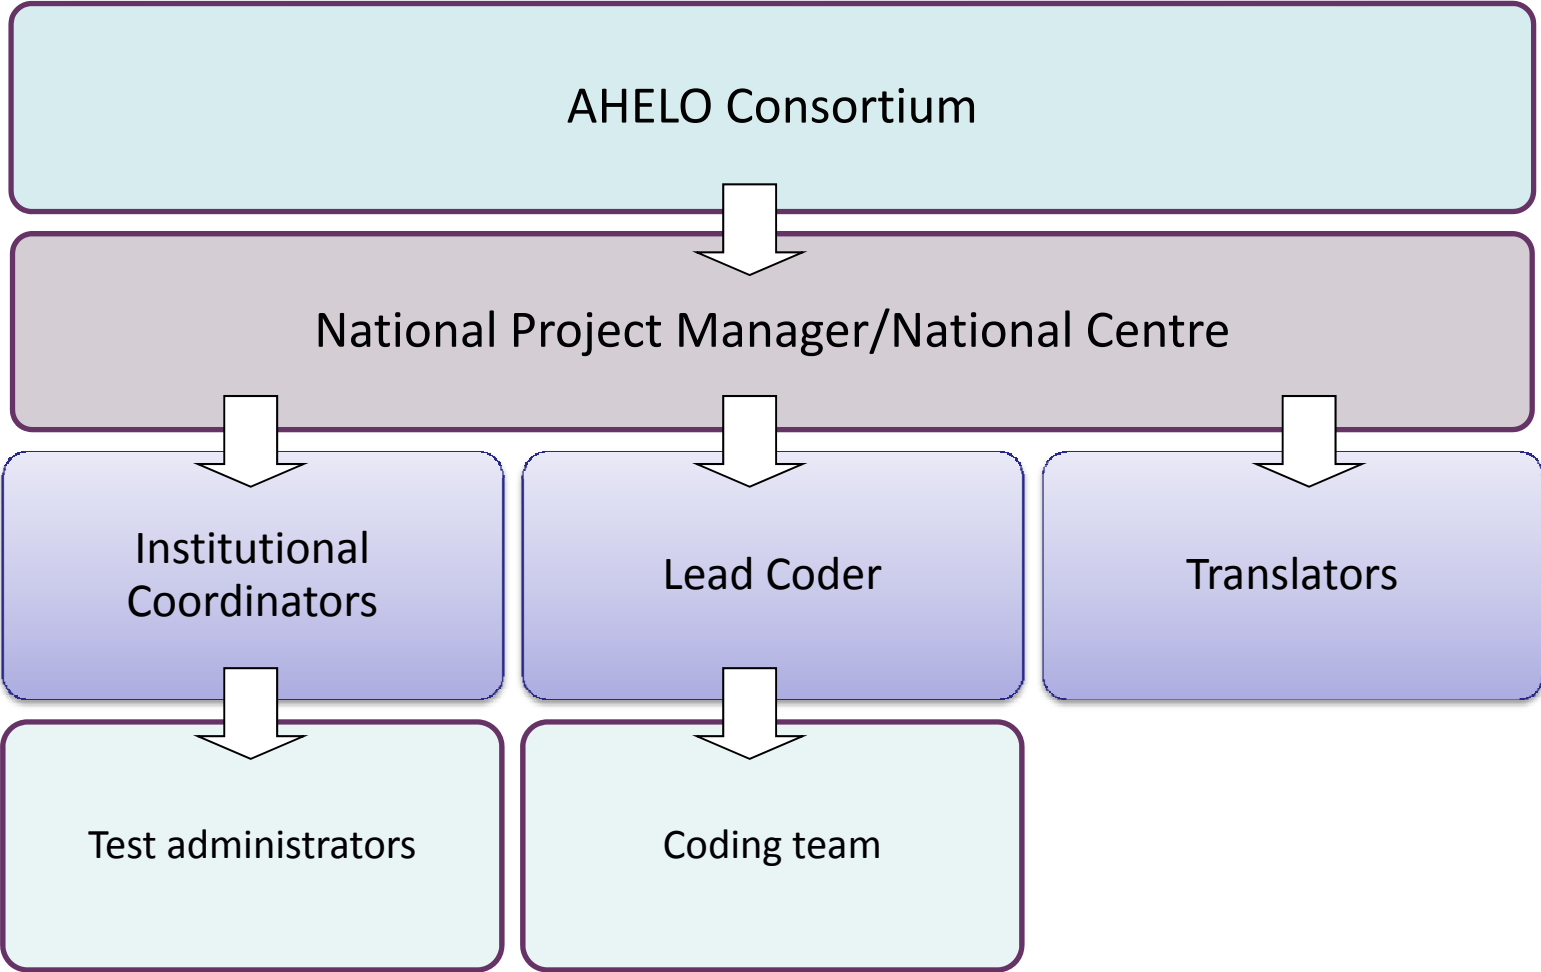 AHELO Consortium
National Project Manager/National Centre
Institutional
Coordinators
Lead Coder
Translators
Test administrators
Coding team